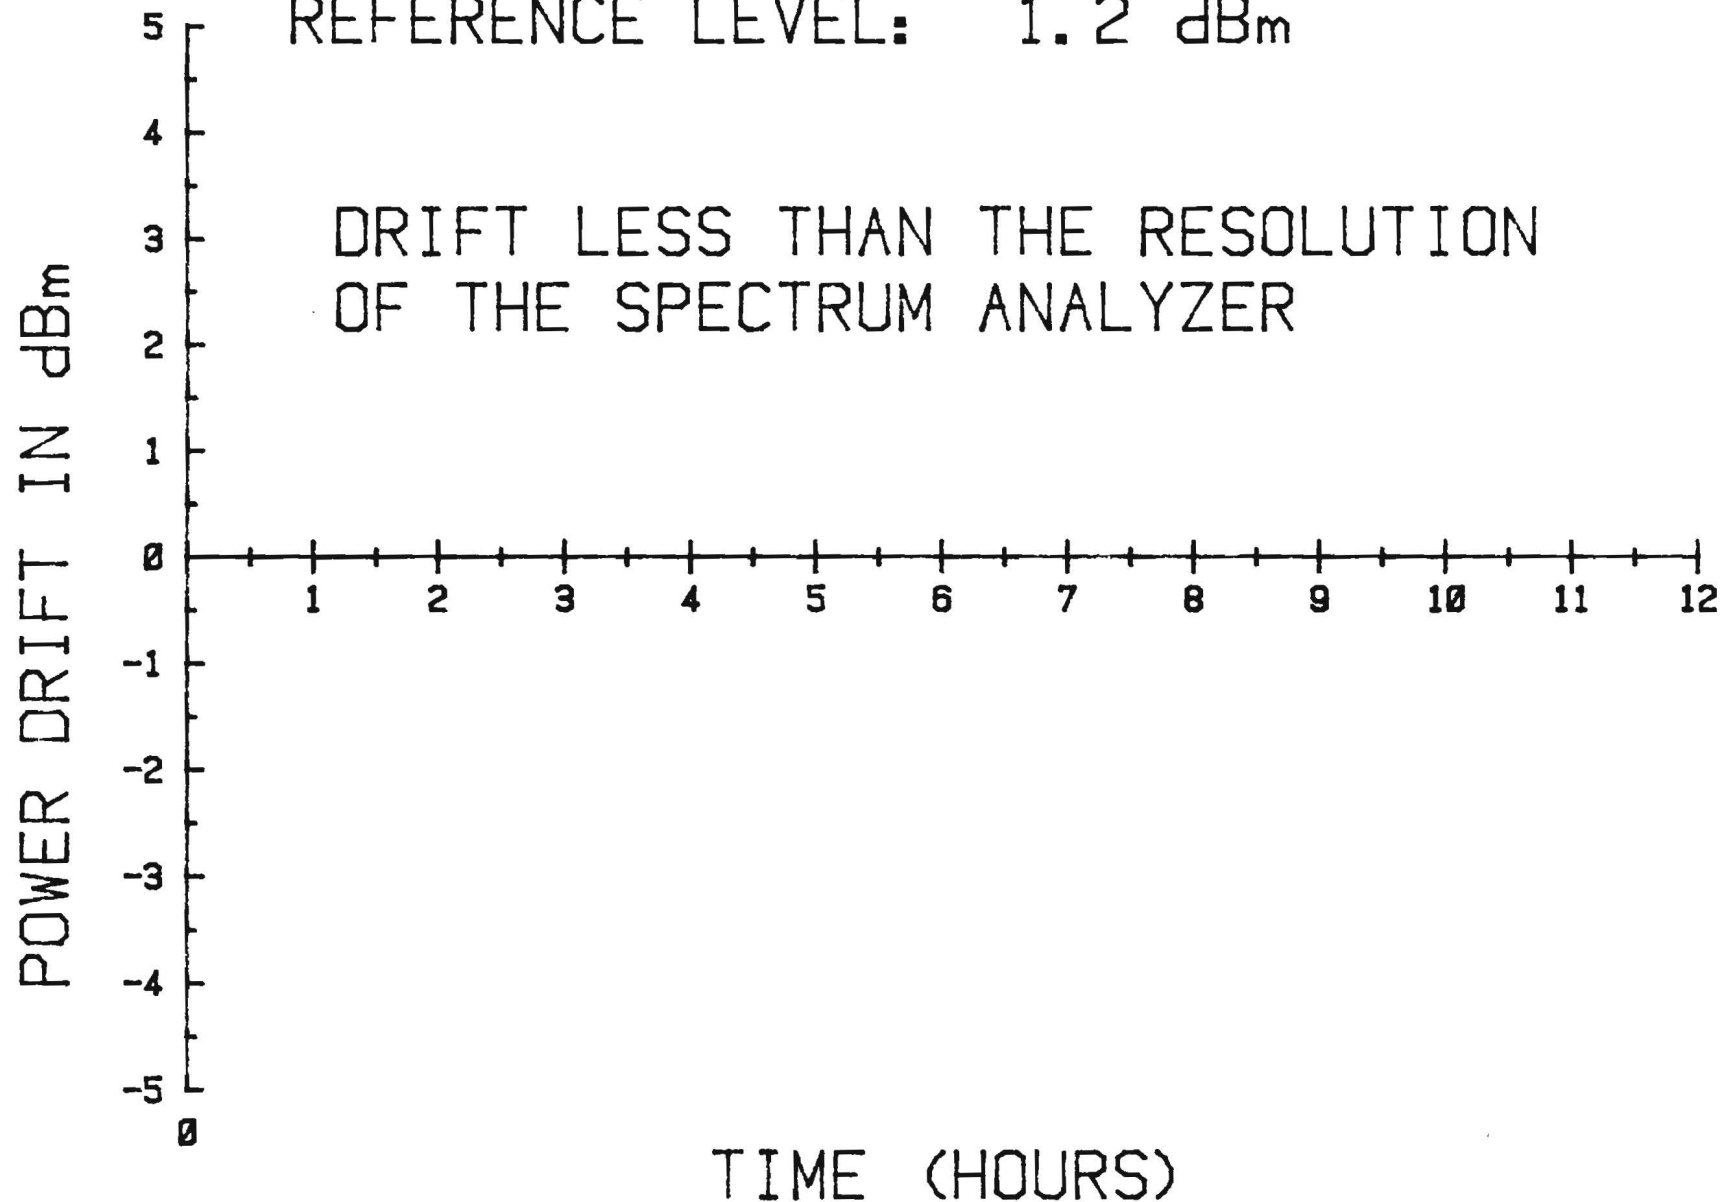 REFERENCE LEVEL: 1.2 dBm
5
4
DRIFT LESS THAN THE RESOLUTION
3
OF THE SPECTRUM ANALYZER
2
1
0
1 2 3 4 5 6 7 8 9 10 11 12
-1
-2
-3
-4
-5
0
POWER DRIFT IN dBm
TIME (HOURS)